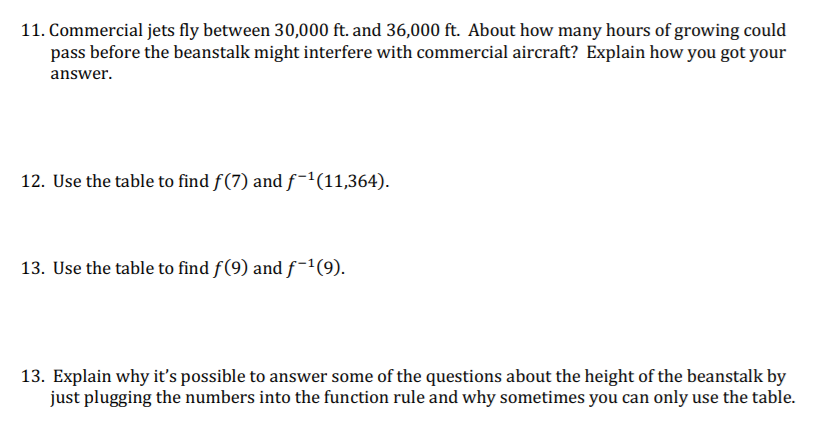 11. Commercial jets fly between 30,000 ft. and 36,000 ft.  About how many hours of growing could
pass before the beanstalk might interfere with commercial aircraft?  Explain how you got your
answer.
12.  Use the table to find f(7) and f⁻¹(11,364).
13.  Use the table to find f(9) and f⁻¹(9).
13.  Explain why it’s possible to answer some of the questions about the height of the beanstalk by
just plugging the numbers into the function rule and why sometimes you can only use the table.